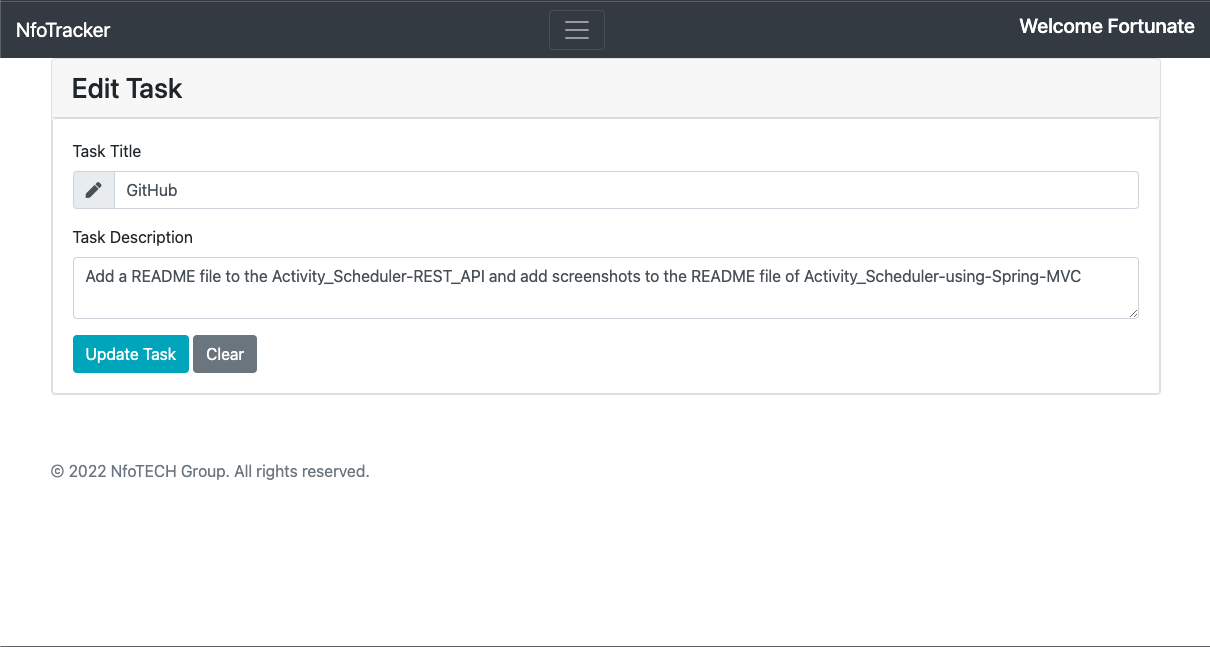 NfoTracker
Welcome Fortunate
Edit Task
Task Title
GitHub
Task Description
Add a README file to the Activity_Scheduler-REST_API and add screenshots to the README file of Activity_Scheduler-using-Spring-MVC
Update Task
Clear
© 2022 NfoTECH Group. All rights reserved.